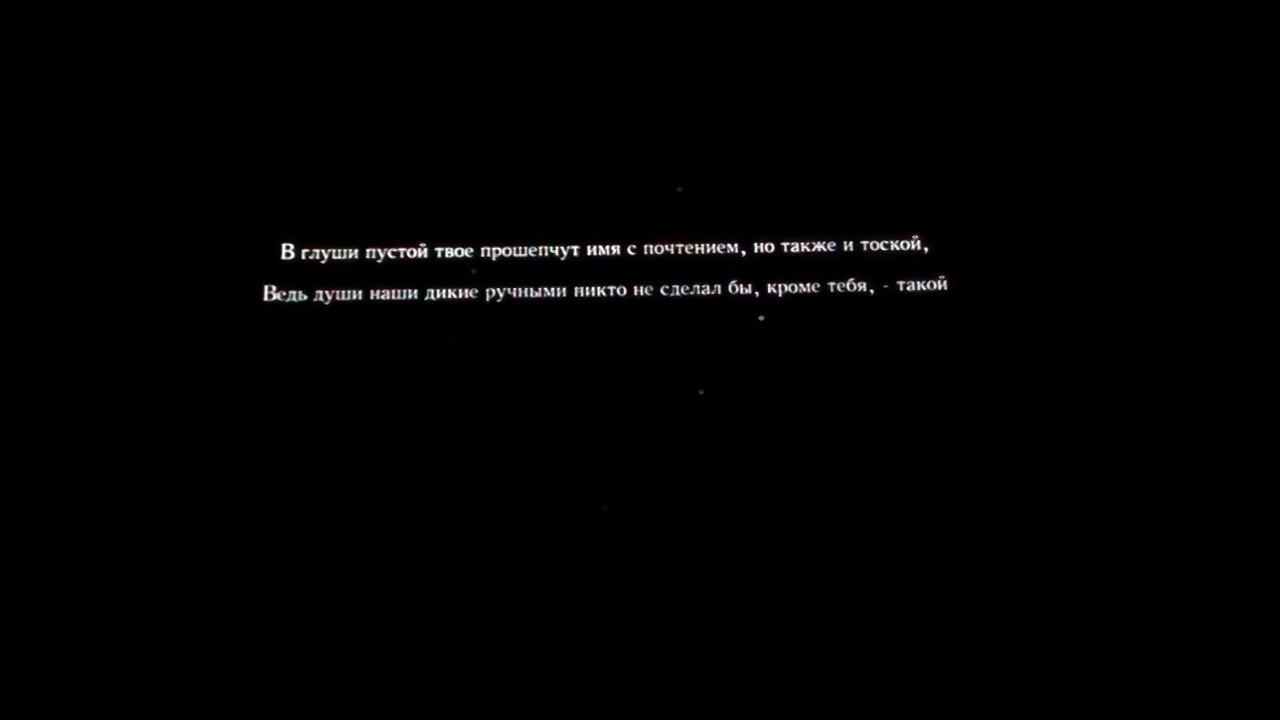 В глуши пустой твое прошепчут имя с почтением, но также и тоской,
Ведь души наши дикие ручными никто не сделал бы, кроме тебя, - такой